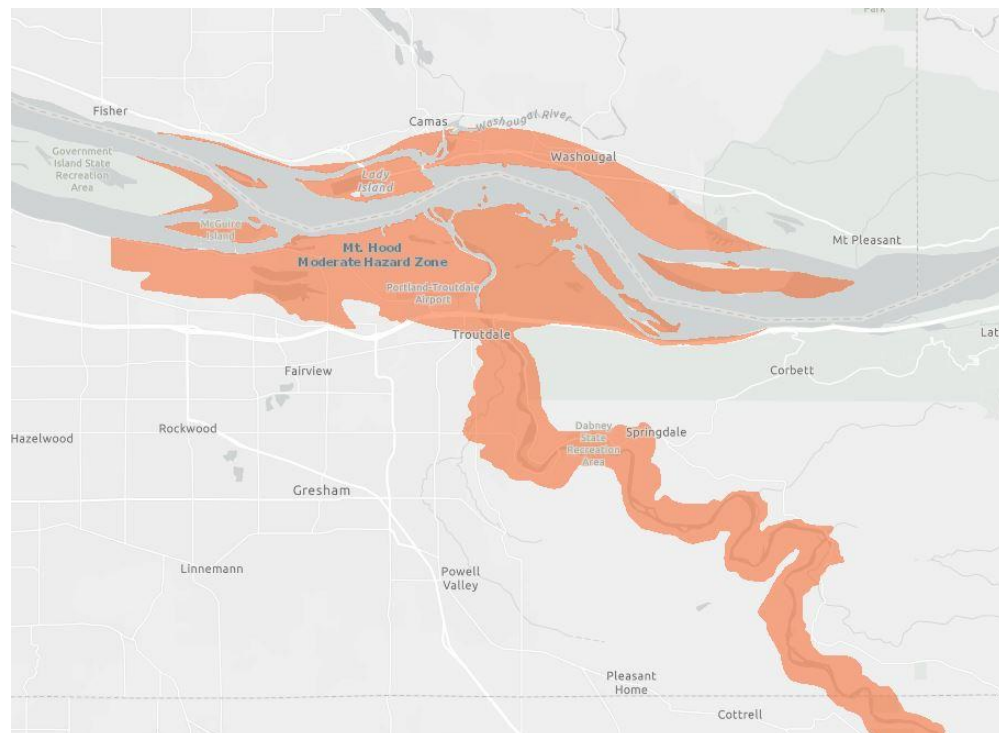 Park
Fisher
Camas
Washougal River
Washougal
Government
Island State
Recreation
Area
Lady
Island
McGuire
Island
Mt Pleasant
Mt. Hood
Moderate Hazard Zone
Portland-Troutdale
Airport
Troutdale
Lat
Fairview
Corbett
Hazelwood
Rockwood
Dabney
State
Recreation
Area
Springdale
Gresham
Linnemann
Powell
Valley
Pleasant
Home
Cottrell